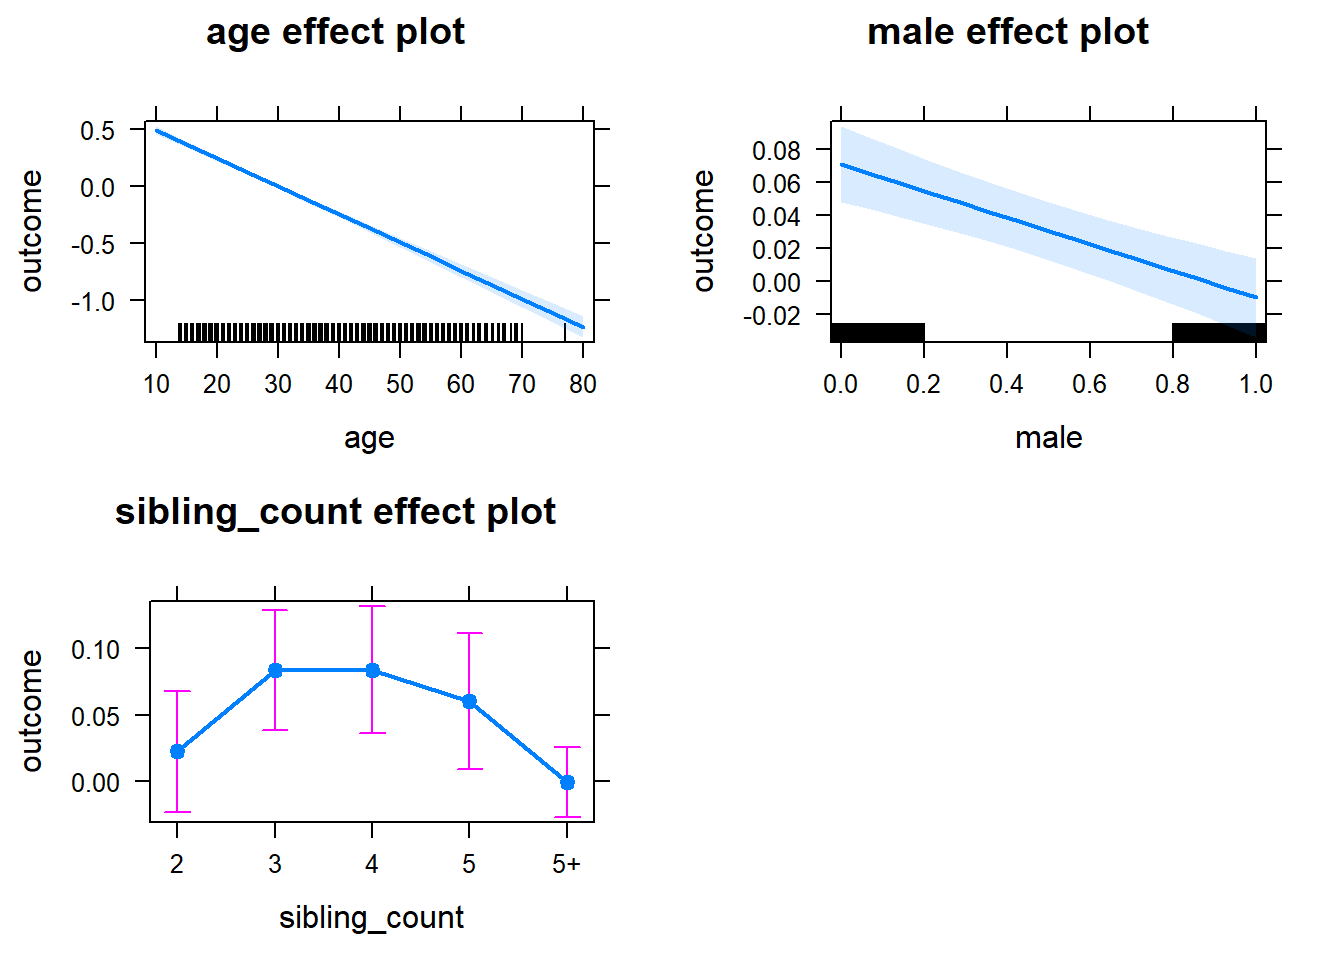 age effect plot
outcome
0.5
0.0
-0.5
-1.0
10 20 30 40 50 60 70 80
age
male effect plot
outcome
0.08
0.06
0.04
0.02
0.00
-0.02
0.0 0.2 0.4 0.6 0.8 1.0
male
sibling_count effect plot
outcome
0.10
0.05
0.00
2 3 4 5 5+
sibling_count